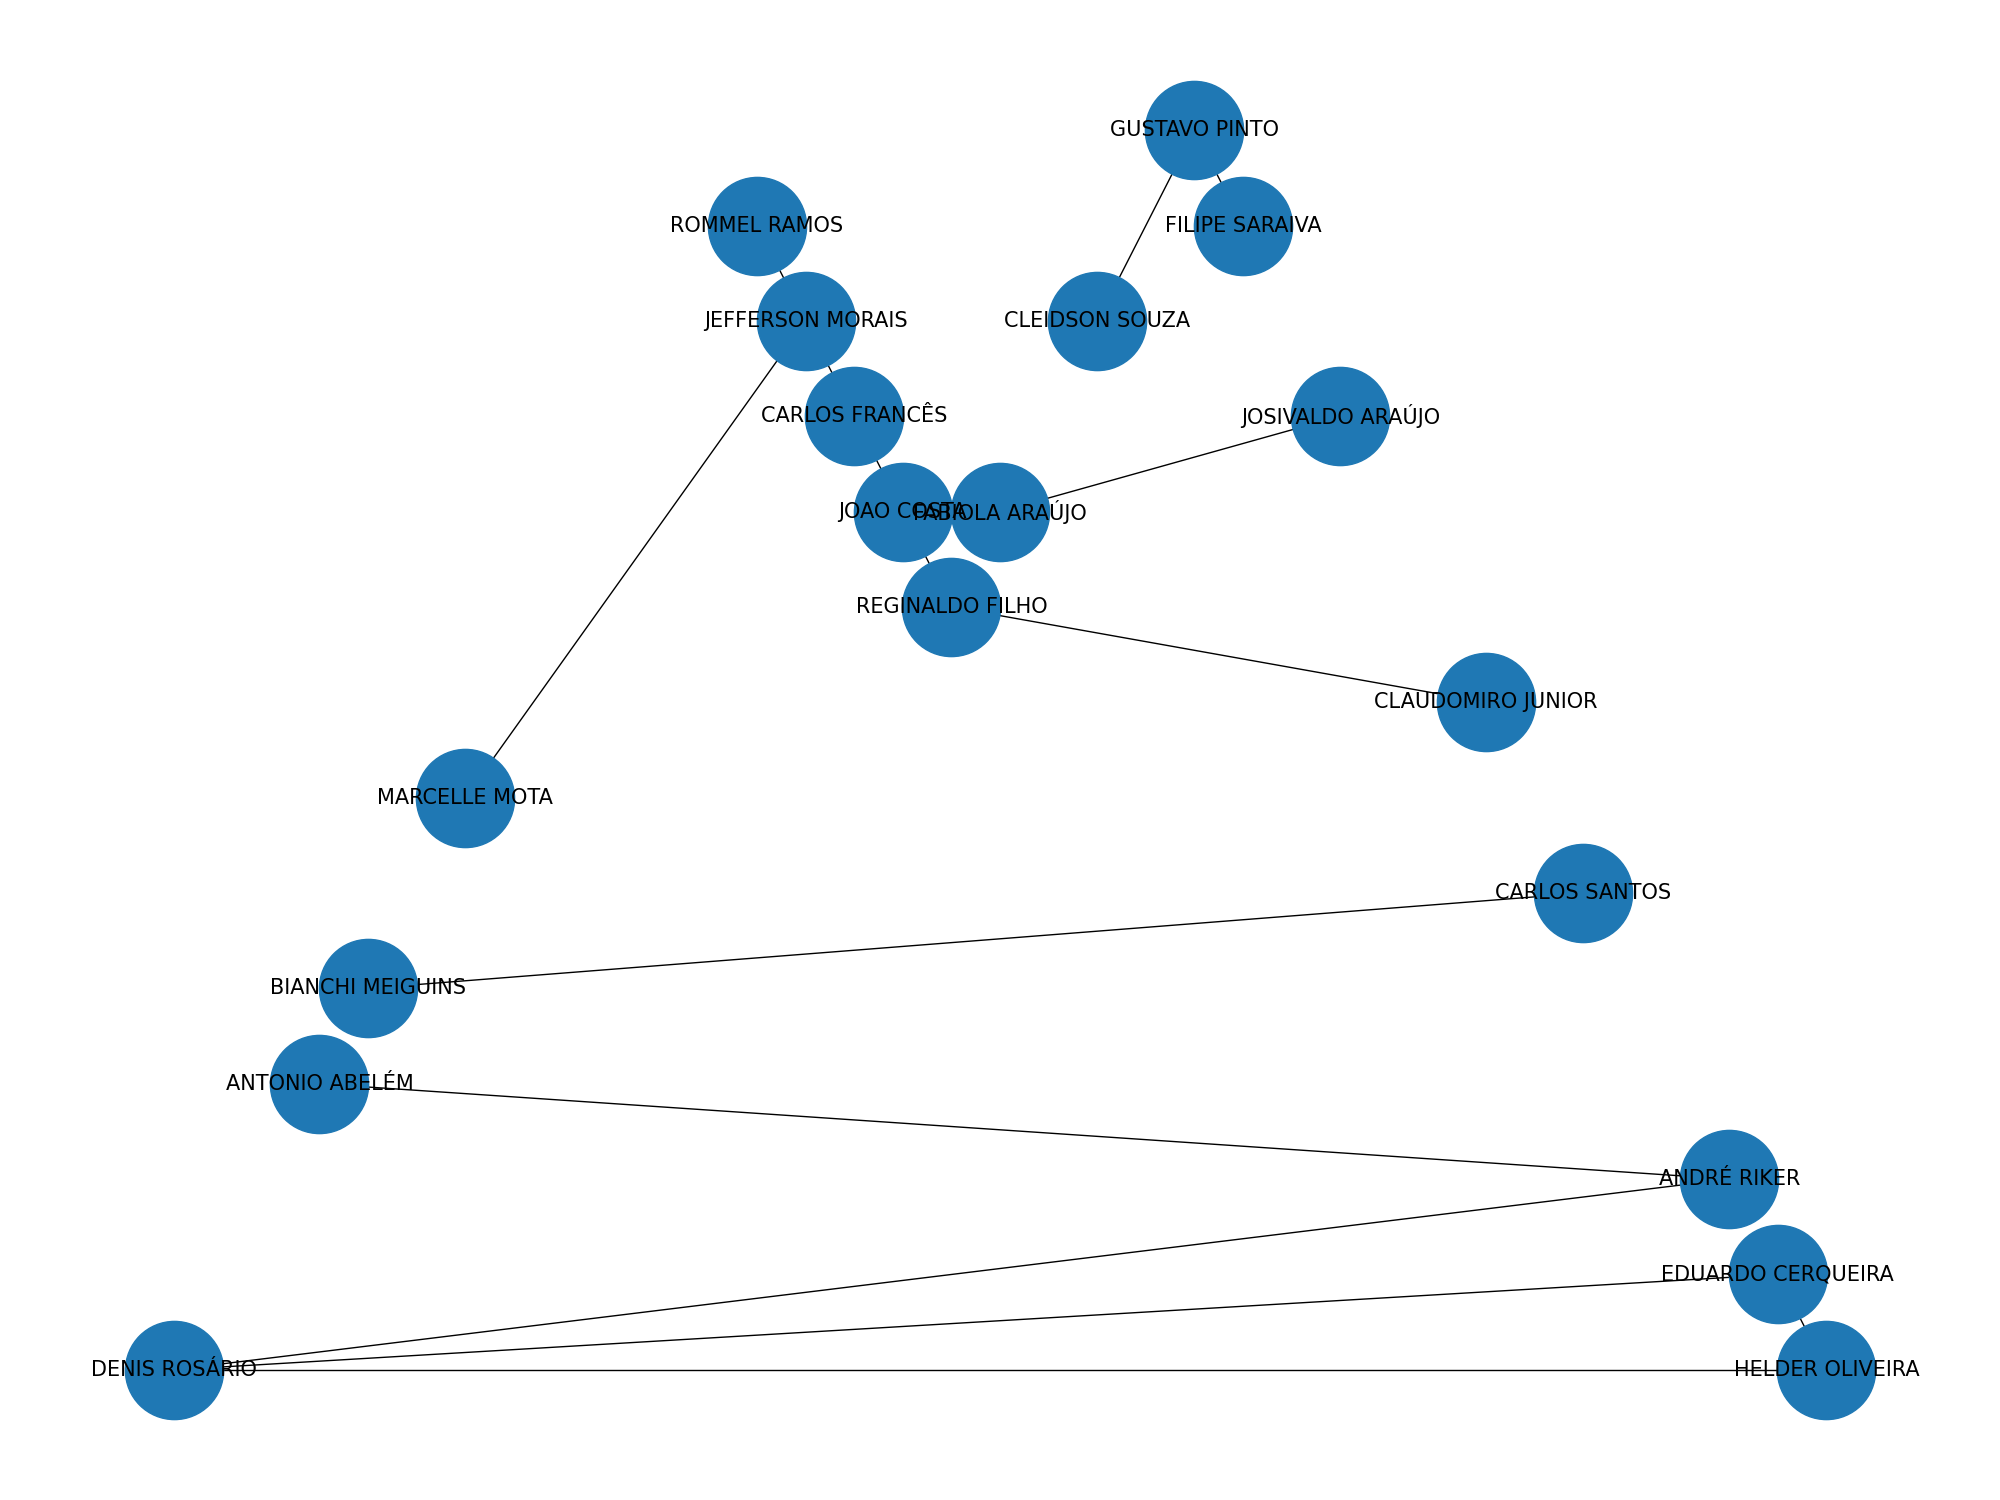 GUSTAVO PINTO
ROMMEL RAMOS
FILIPE SARAIVA
JEFFERSON MORAIS
CLEIDSON SOUZA
CARLOS FRANCÊS
JOSIVALDO ARAÚJO
JOAO COSTA
FABIOLA ARAÚJO
REGINALDO FILHO
CLAUDOMIRO JUNIOR
MARCELLE MOTA
CARLOS SANTOS
BIANCHI MEIGUINS
ANTONIO ABELÉM
ANDRÉ RIKER
EDUARDO CERQUEIRA
DENIS ROSÁRIO
HELDER OLIVEIRA